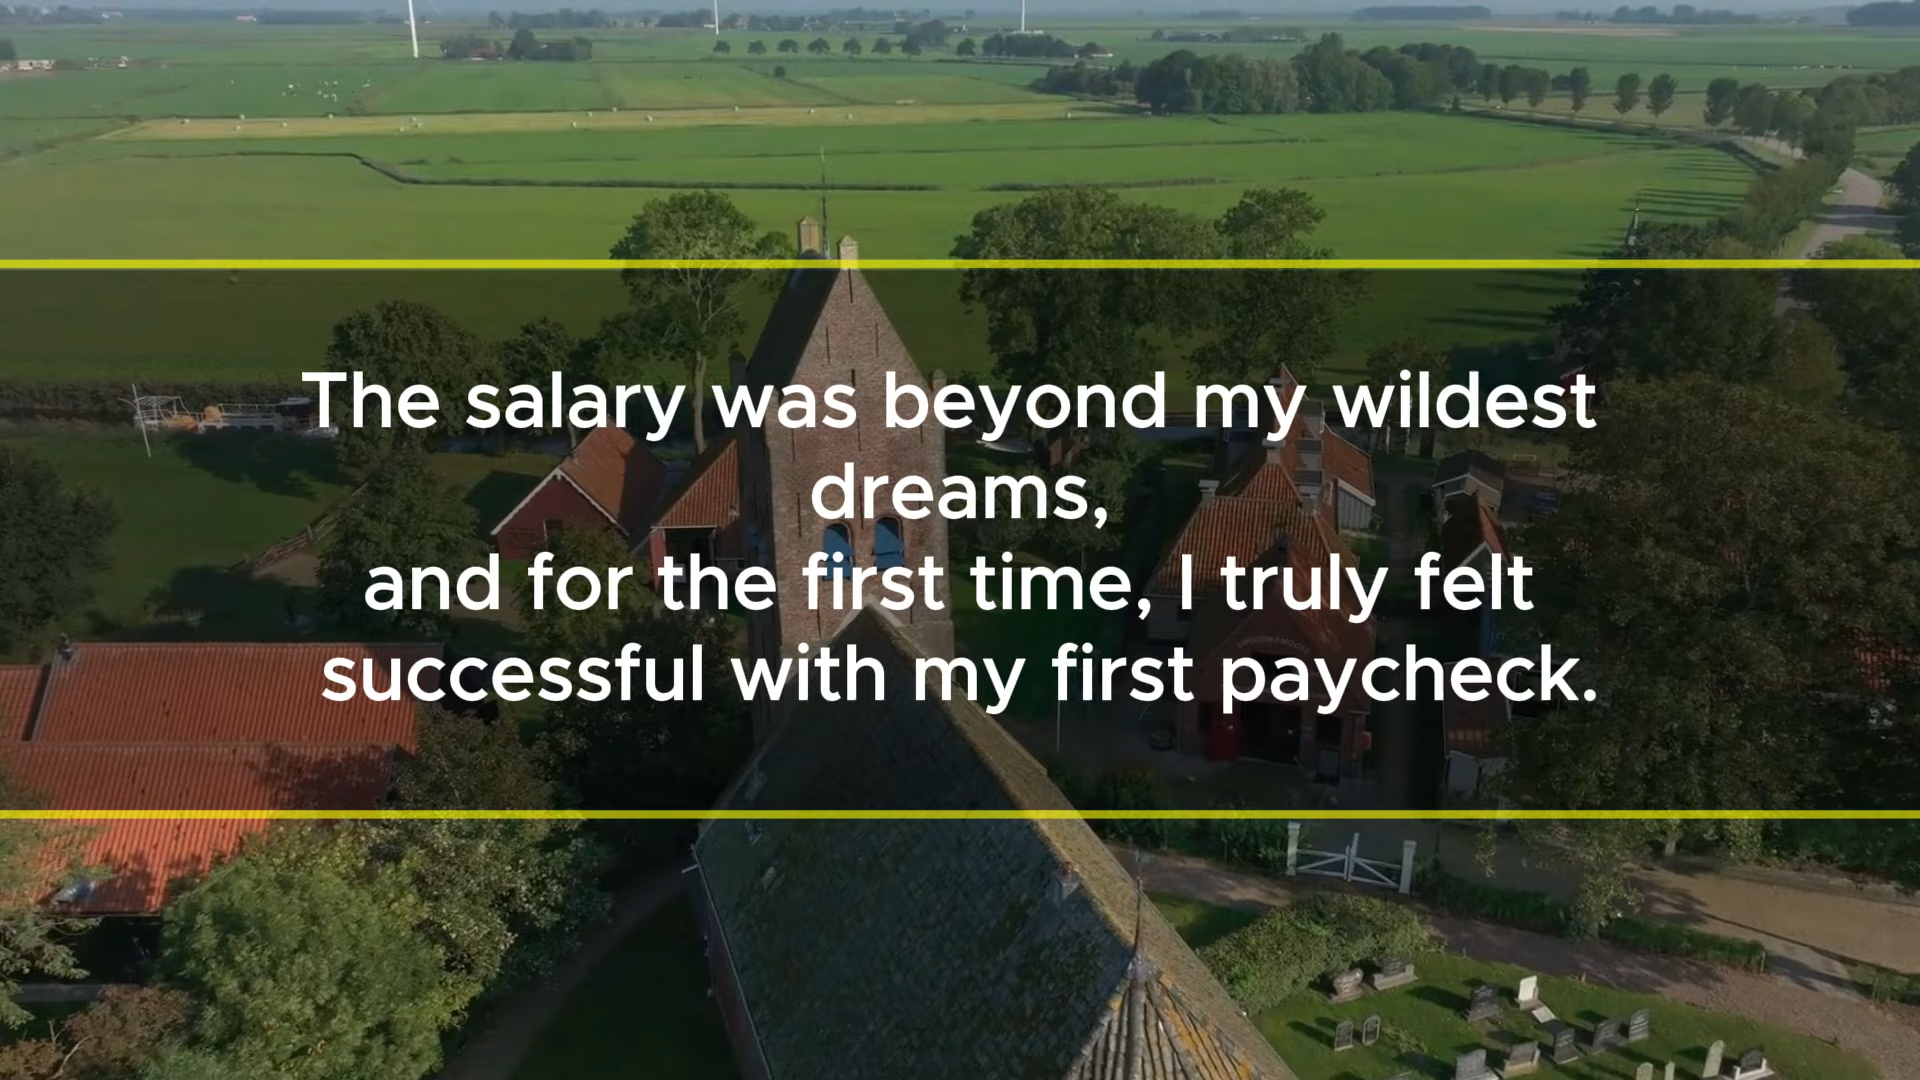 The salary was beyond my wildest
dreams,
and for the first time, I truly felt
successful with my first paycheck.